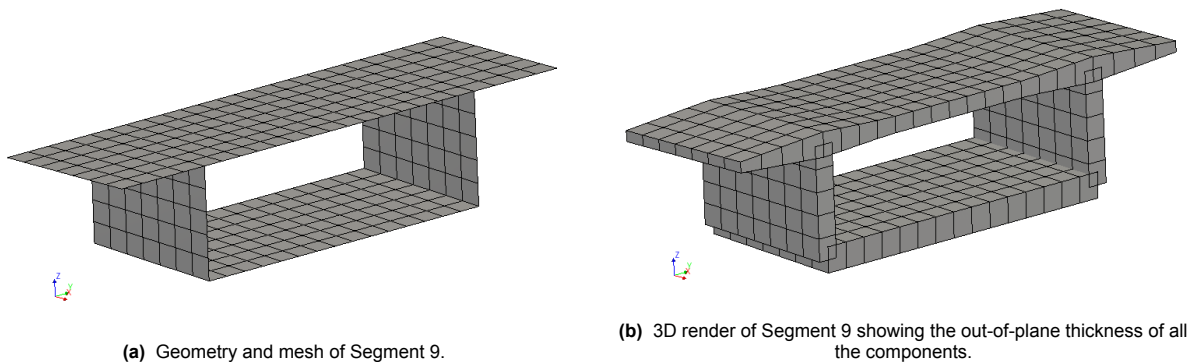 Z
Y
X
Z
Y
X
(a) Geometry and mesh of Segment 9.
(b) 3D render of Segment 9 showing the out-of-plane thickness of all
the components.